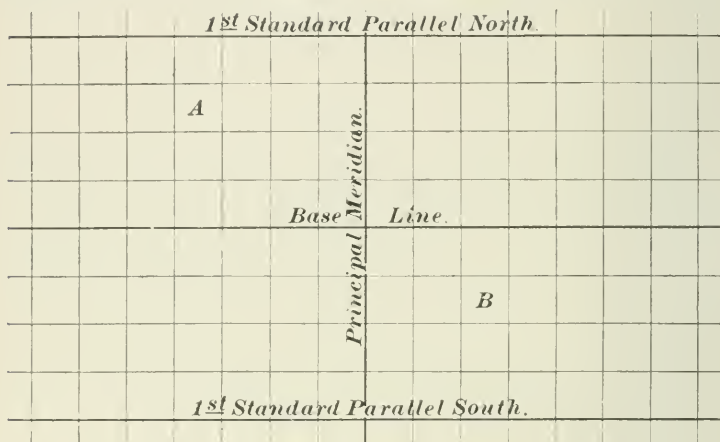 1st Standard Parallel North.
A
Principal Meridian.
Base Line.
B
1st Standard Parallel South.